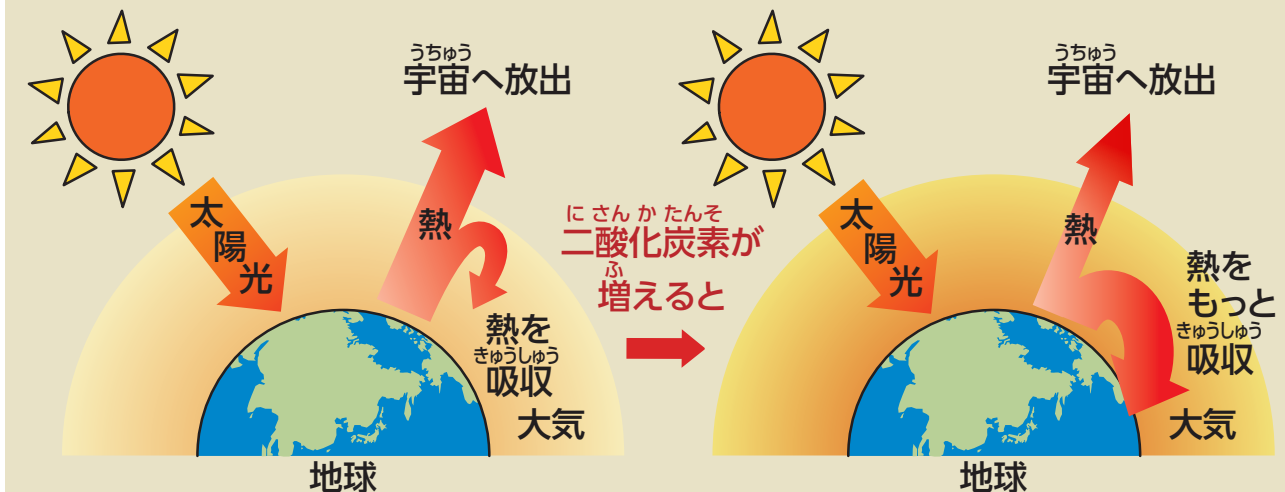 うちゅう
宇宙へ放出
太陽光
熱
熱を
きゅうしゅう
吸収
大気
地球
に さん か たんそ
二酸化炭素が
ふ
増えると
うちゅう
宇宙へ放出
太陽光
熱
熱を
もっと
きゅうしゅう
吸収
大気
地球